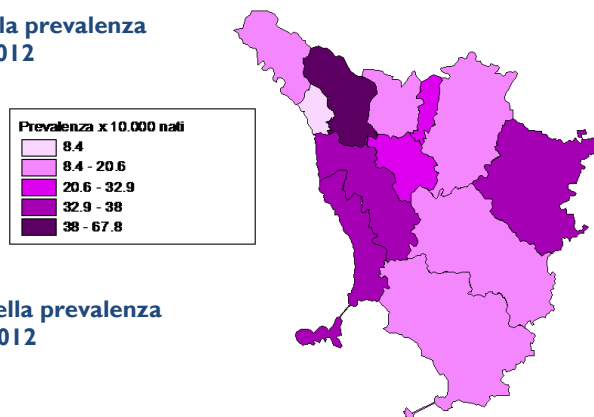 lla prevalenza
012
Prevalenza x 10.000 nati
8.4
8.4 - 20.6
20.6 - 32.9
32.9 - 38
38 - 67.8
ella prevalenza
012